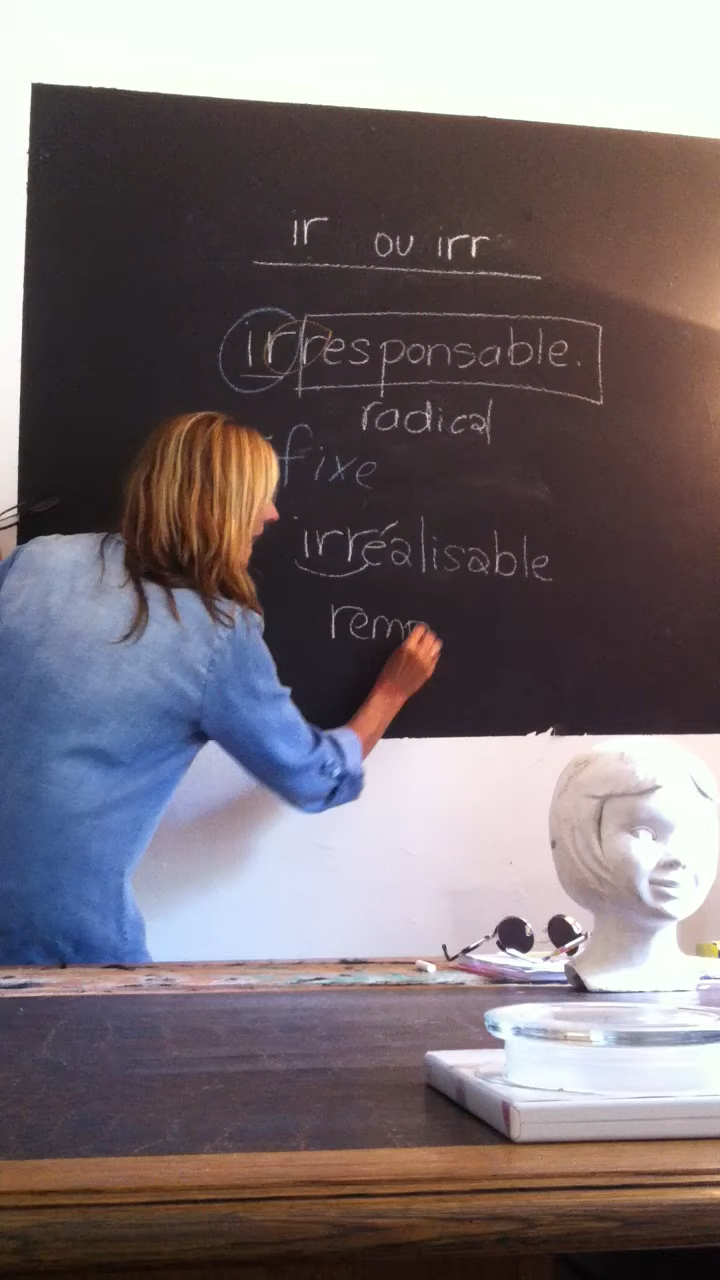 ir ou irr
irresponsable.
radical
fixe
irréalisable
rem